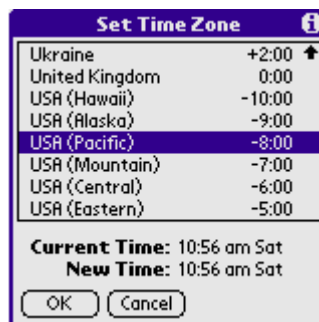 Set Time Zone i
Ukraine +2:00
United Kingdom 0:00
USA (Hawaii) -10:00
USA (Alaska) -9:00
USA (Pacific) -8:00
USA (Mountain) -7:00
USA (Central) -6:00
USA (Eastern) -5:00
Current Time: 10:56 am Sat
New Time: 10:56 am Sat
OK Cancel